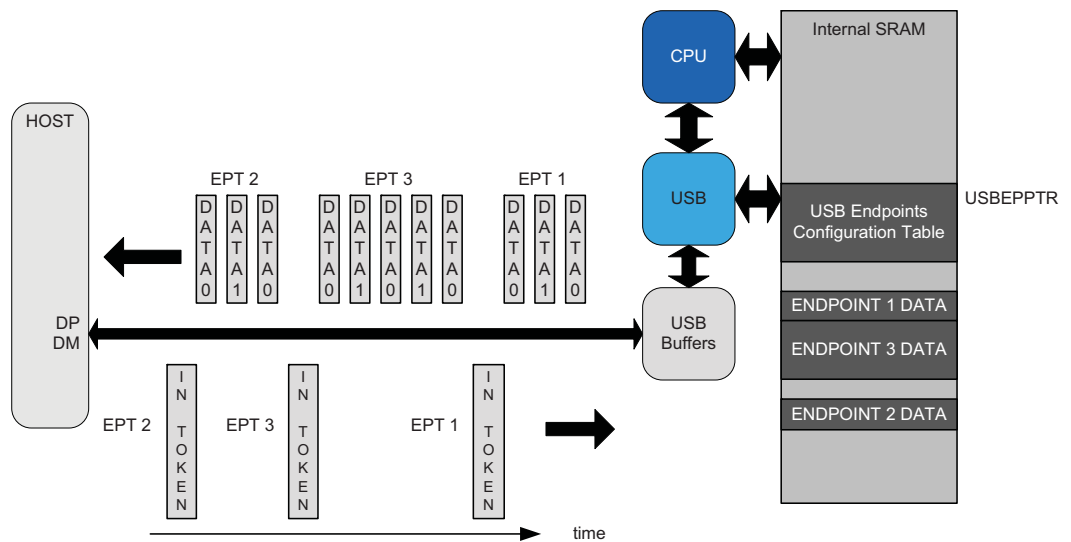 Internal SRAM
CPU
HOST
EPT 2
EPT 3
EPT 1
USB
USBEPPTR
USB Endpoints
Configuration Table
DATA0
DATA1
DATA0
DATA0
DATA1
DATA0
DATA1
DATA0
DATA0
DATA1
DATA0
ENDPOINT 1 DATA
DP
DM
USB
Buffers
ENDPOINT 3 DATA
EPT 2
IN TOKEN
EPT 3
IN TOKEN
EPT 1
IN TOKEN
ENDPOINT 2 DATA
time